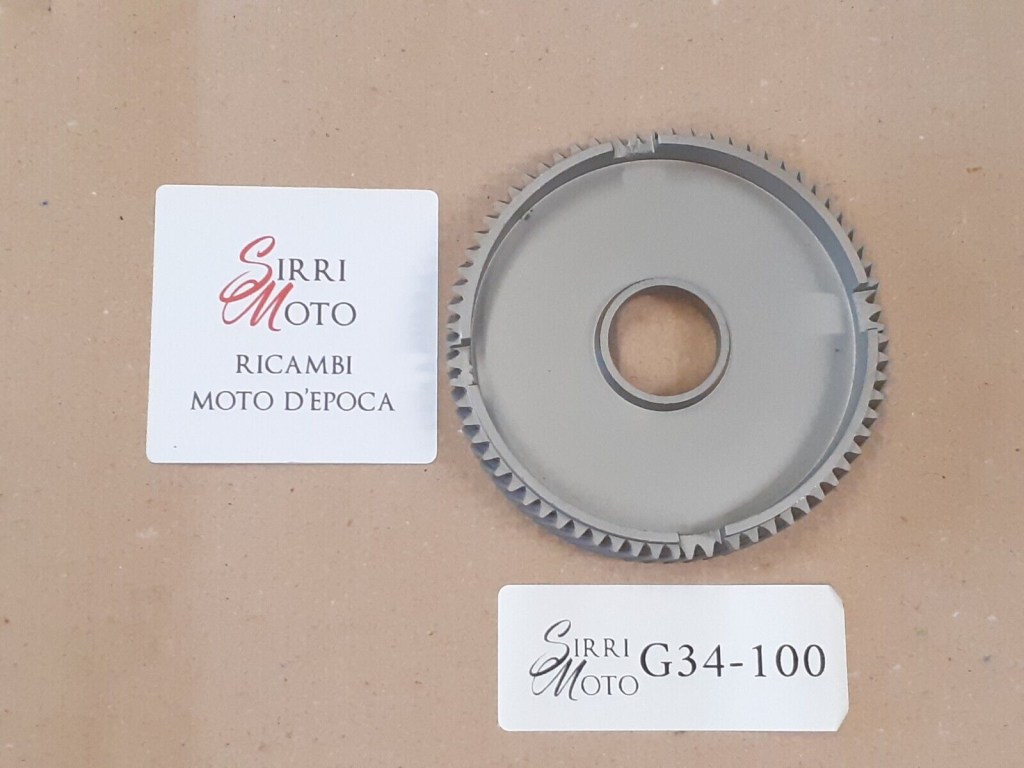 SIRRI
MOTO
RICAMBI
MOTO D'EPOCA
SIRRI
MOTO
G34-100